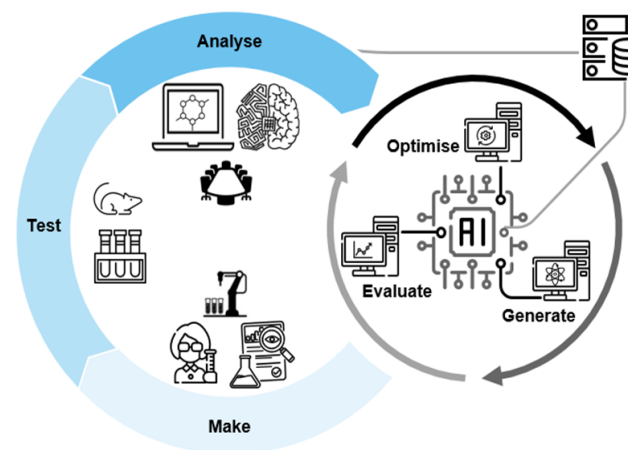 Analyse
Optimise
Test
AI
Evaluate
Generate
Make